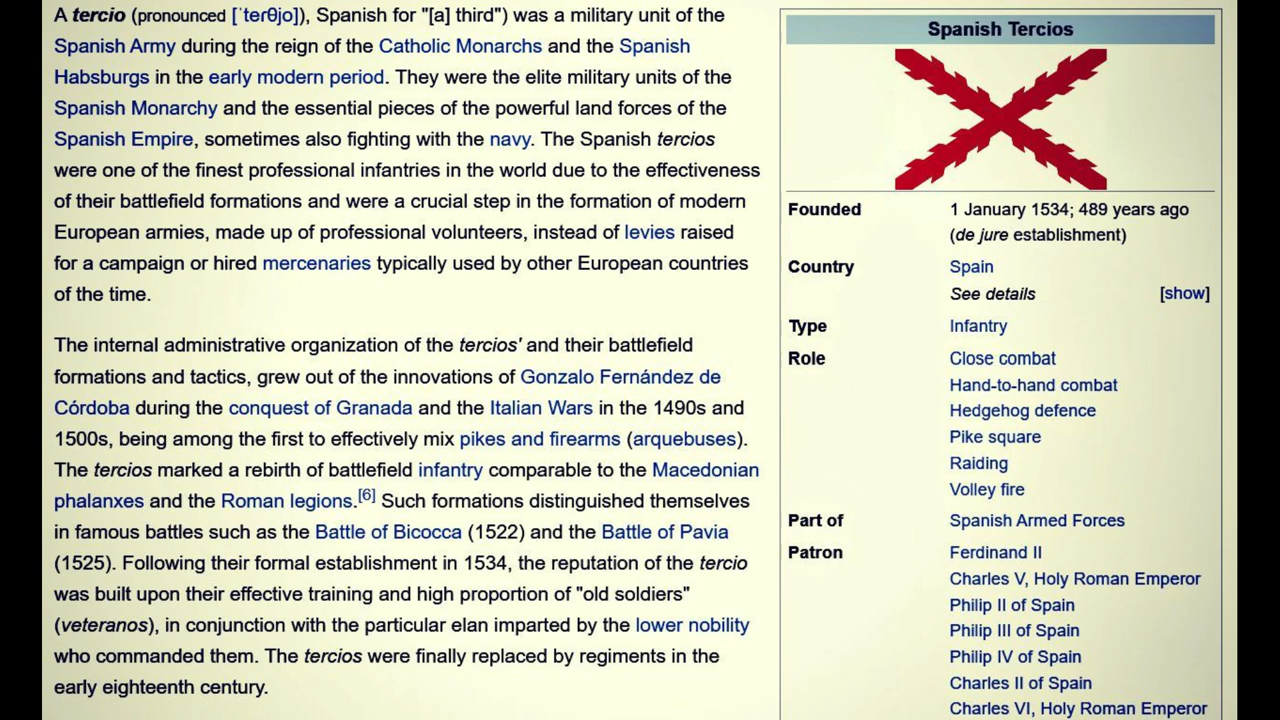 A tercio (pronounced [ˈteɾθjo]), Spanish for "[a] third") was a military unit of the
Spanish Army during the reign of the Catholic Monarchs and the Spanish
Habsburgs in the early modern period. They were the elite military units of the
Spanish Monarchy and the essential pieces of the powerful land forces of the
Spanish Empire, sometimes also fighting with the navy. The Spanish tercios
were one of the finest professional infantries in the world due to the effectiveness
of their battlefield formations and were a crucial step in the formation of modern
European armies, made up of professional volunteers, instead of levies raised
for a campaign or hired mercenaries typically used by other European countries
of the time.
The internal administrative organization of the tercios' and their battlefield
formations and tactics, grew out of the innovations of Gonzalo Fernández de
Córdoba during the conquest of Granada and the Italian Wars in the 1490s and
1500s, being among the first to effectively mix pikes and firearms (arquebuses).
The tercios marked a rebirth of battlefield infantry comparable to the Macedonian
phalanxes and the Roman legions.[6] Such formations distinguished themselves
in famous battles such as the Battle of Bicocca (1522) and the Battle of Pavia
(1525). Following their formal establishment in 1534, the reputation of the tercio
was built upon their effective training and high proportion of "old soldiers"
(veteranos), in conjunction with the particular elan imparted by the lower nobility
who commanded them. The tercios were finally replaced by regiments in the
early eighteenth century.
Spanish Tercios
Founded 1 January 1534; 489 years ago
(de jure establishment)
Country Spain
See details [show]
Type Infantry
Role Close combat
Hand-to-hand combat
Hedgehog defence
Pike square
Raiding
Volley fire
Part of Spanish Armed Forces
Patron Ferdinand II
Charles V, Holy Roman Emperor
Philip II of Spain
Philip III of Spain
Philip IV of Spain
Charles II of Spain
Charles VI, Holy Roman Emperor